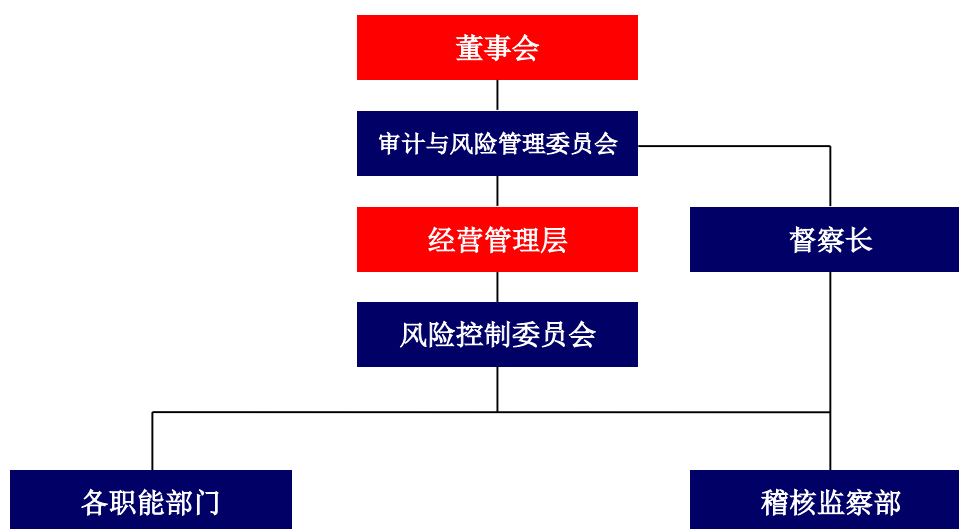 董事会
审计与风险管理委员会
经营管理层
督察长
风险控制委员会
各职能部门
稽核监察部